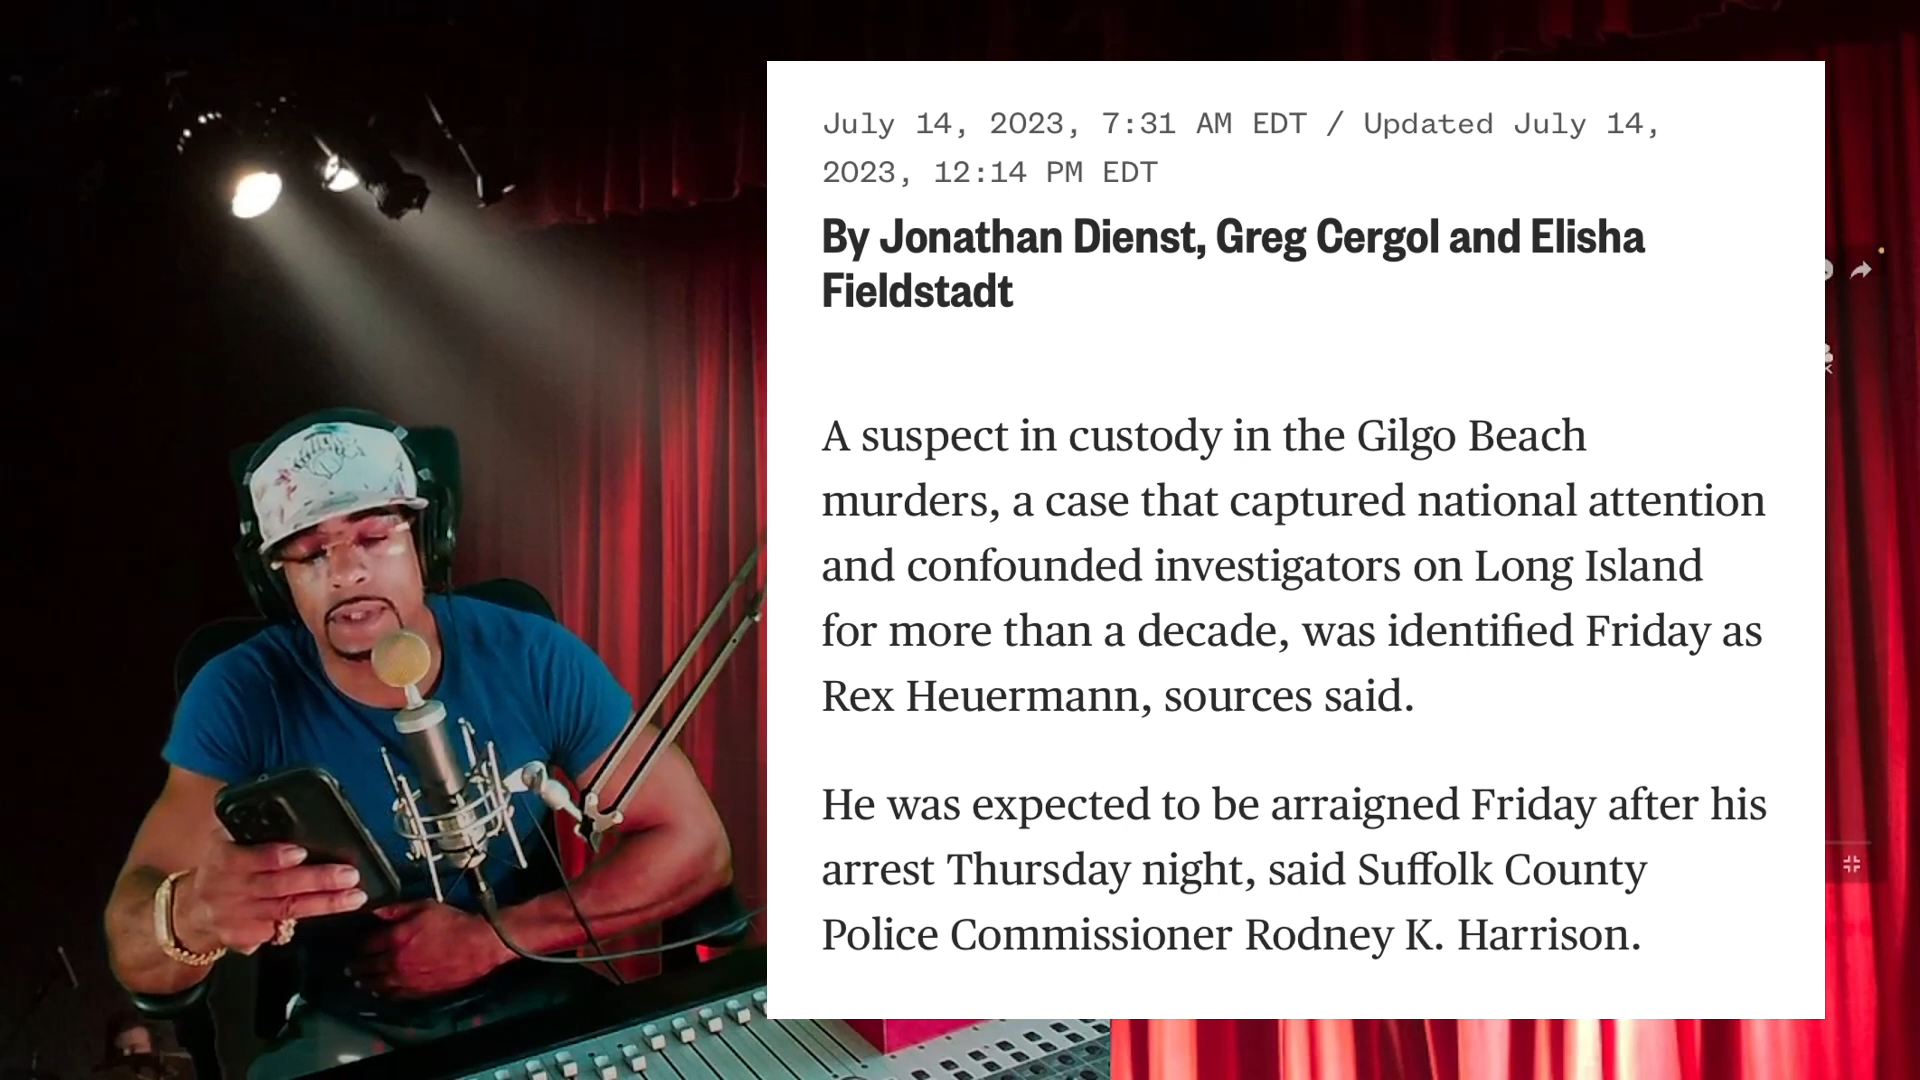 July 14, 2023, 7:31 AM EDT / Updated July 14,
2023, 12:14 PM EDT
By Jonathan Dienst, Greg Cergol and Elisha
Fieldstadt
A suspect in custody in the Gilgo Beach
murders, a case that captured national attention
and confounded investigators on Long Island
for more than a decade, was identified Friday as
Rex Heuermann, sources said.
He was expected to be arraigned Friday after his
arrest Thursday night, said Suffolk County
Police Commissioner Rodney K. Harrison.